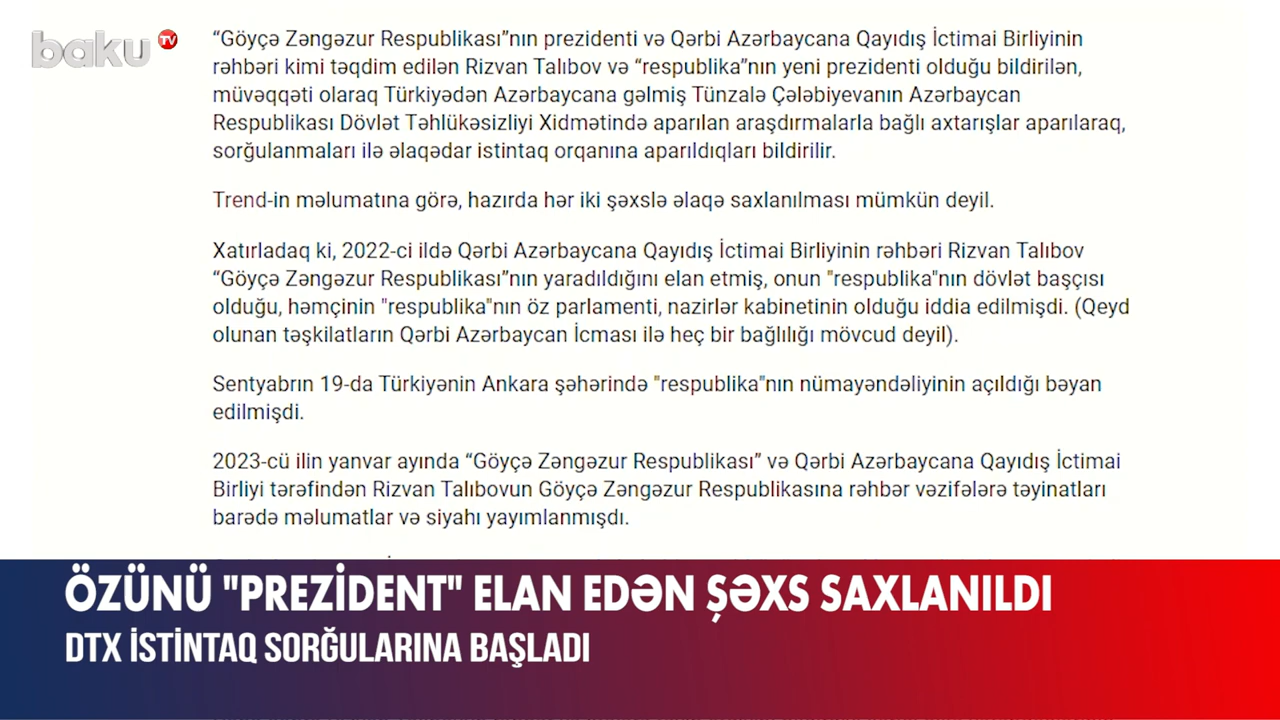 baku TV
“Göyçə Zəngəzur Respublikası”nın prezidenti və Qərbi Azərbaycana Qayıdış İctimai Birliyinin
rəhbəri kimi təqdim edilən Rizvan Talıbov və “respublika”nın yeni prezidenti olduğu bildirilən,
müvəqqəti olaraq Türkiyədən Azərbaycana gəlmiş Tünzalə Çələbiyevanın Azərbaycan
Respublikası Dövlət Təhlükəsizliyi Xidmətində aparılan araşdırmalarla bağlı axtarışlar aparılaraq,
sorğulanmaları ilə əlaqədar istintaq orqanına aparıldıqları bildirilir.
Trend-in məlumatına görə, hazırda hər iki şəxslə əlaqə saxlanılması mümkün deyil.
Xatırladaq ki, 2022-ci ildə Qərbi Azərbaycana Qayıdış İctimai Birliyinin rəhbəri Rizvan Talıbov
“Göyçə Zəngəzur Respublikası”nın yaradıldığını elan etmiş, onun "respublika"nın dövlət başçısı
olduğu, həmçinin "respublika"nın öz parlamenti, nazirlər kabinetinin olduğu iddia edilmişdi. (Qeyd
olunan təşkilatların Qərbi Azərbaycan İcması ilə heç bir bağlılığı mövcud deyil).
Sentyabrın 19-da Türkiyənin Ankara şəhərində "respublika"nın nümayəndəliyinin açıldığı bəyan
edilmişdi.
2023-cü ilin yanvar ayında “Göyçə Zəngəzur Respublikası” və Qərbi Azərbaycana Qayıdış İctimai
Birliyi tərəfindən Rizvan Talıbovun Göyçə Zəngəzur Respublikasına rəhbər vəzifələrə təyinatları
barədə məlumatlar və siyahı yayımlanmışdı.
ÖZÜNÜ "PREZİDENT" ELAN EDƏN ŞƏXS SAXLANILDI
DTX İSTİNTAQ SORĞULARINA BAŞLADI